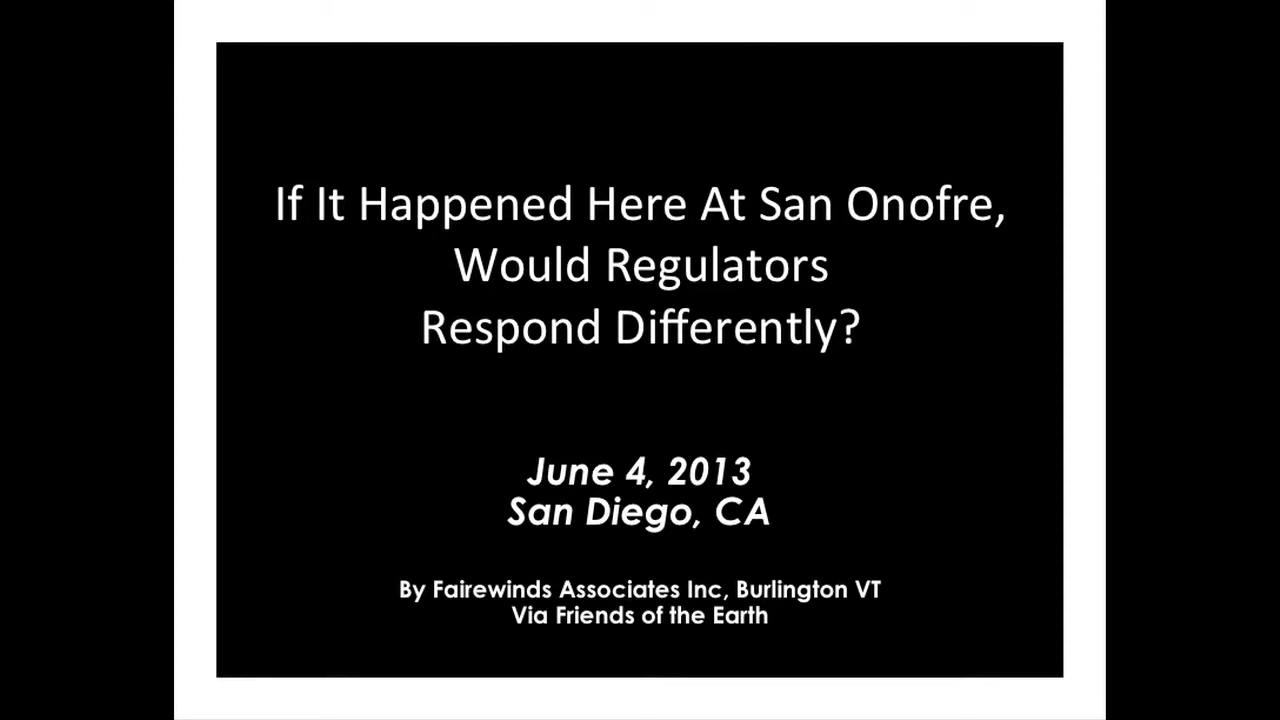 If It Happened Here At San Onofre,
Would Regulators
Respond Differently?
June 4, 2013
San Diego, CA
By Fairewinds Associates Inc, Burlington VT
Via Friends of the Earth